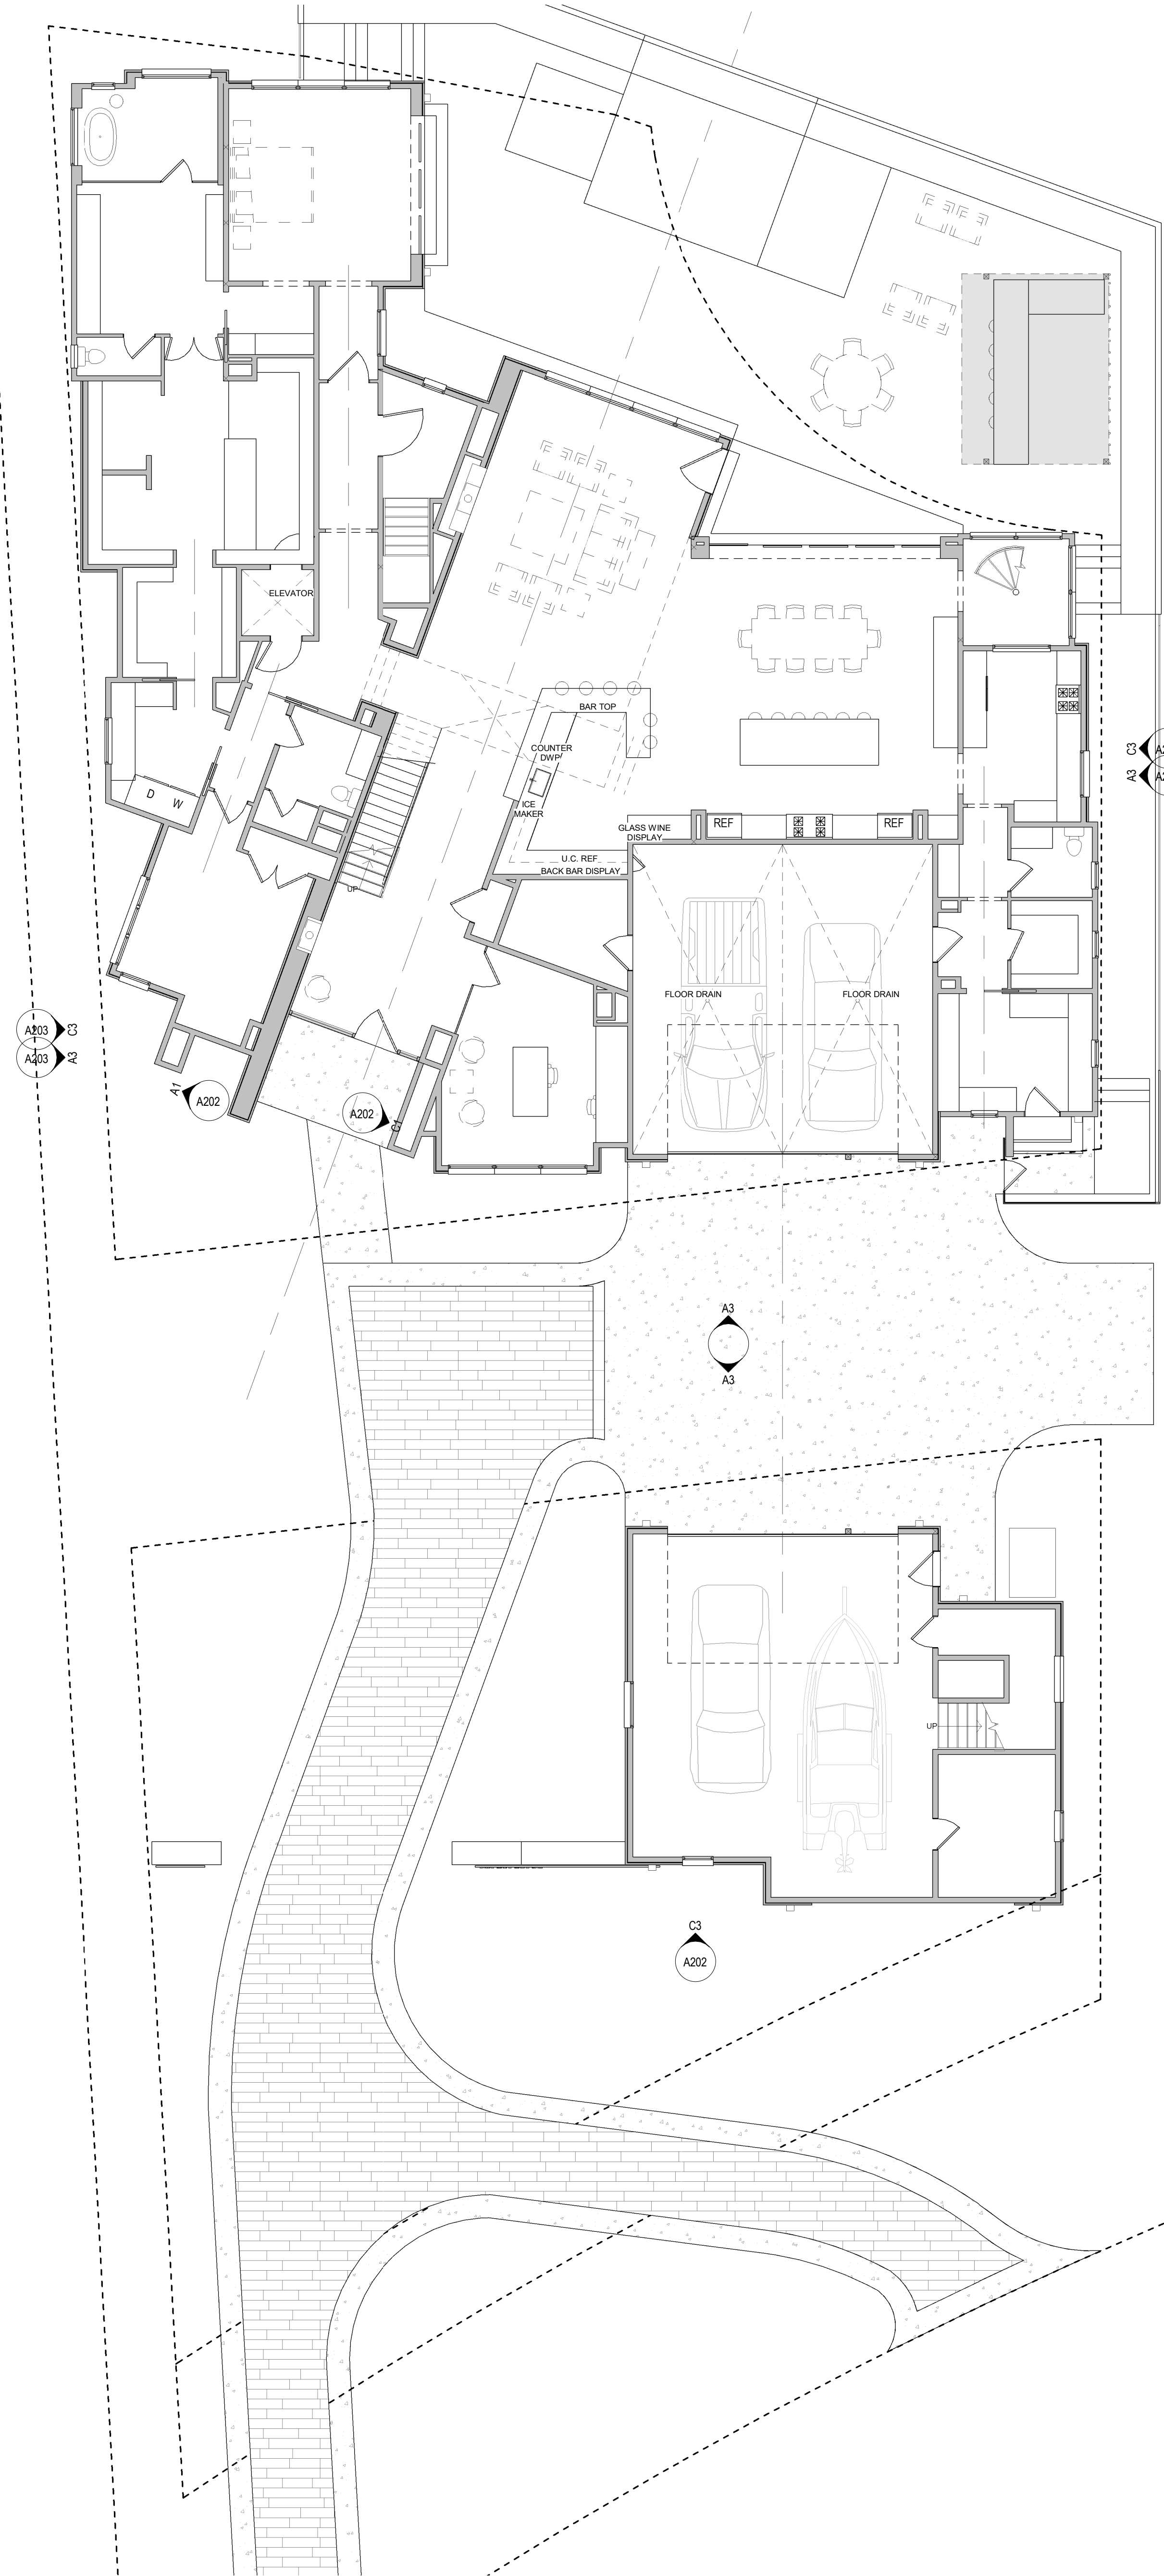 ELEVATOR
BAR TOP
COUNTER
DWP
ICE
MAKER
GLASS WINE
DISPLAY
REF
REF
U.C. REF
BACK BAR DISPLAY
D
W
UP
FLOOR DRAIN
FLOOR DRAIN
C3
A3
A203
C3
A203
A3
A1
A202
A202
C1
A3
A3
UP
C3
A202